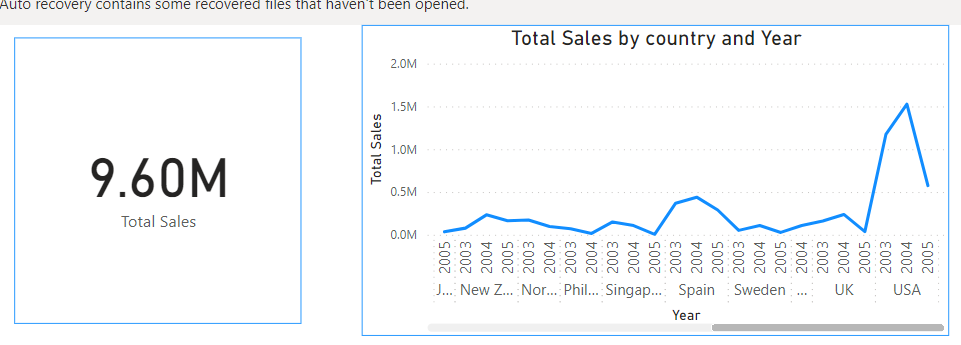 Auto recovery contains some recovered files that haven't been opened.
9.60M
Total Sales
Total Sales by country and Year
Total Sales
2.0M
1.5M
1.0M
0.5M
0.0M
2005 2003 2004 2005 2003 2004 2003 2004 2003 2004 2005 2003 2004 2005 2003 2004 2005 2004 2003 2004 2005 2003 2004 2005
J... New Z... Nor... Phil... Singap... Spain Sweden ... UK USA
Year